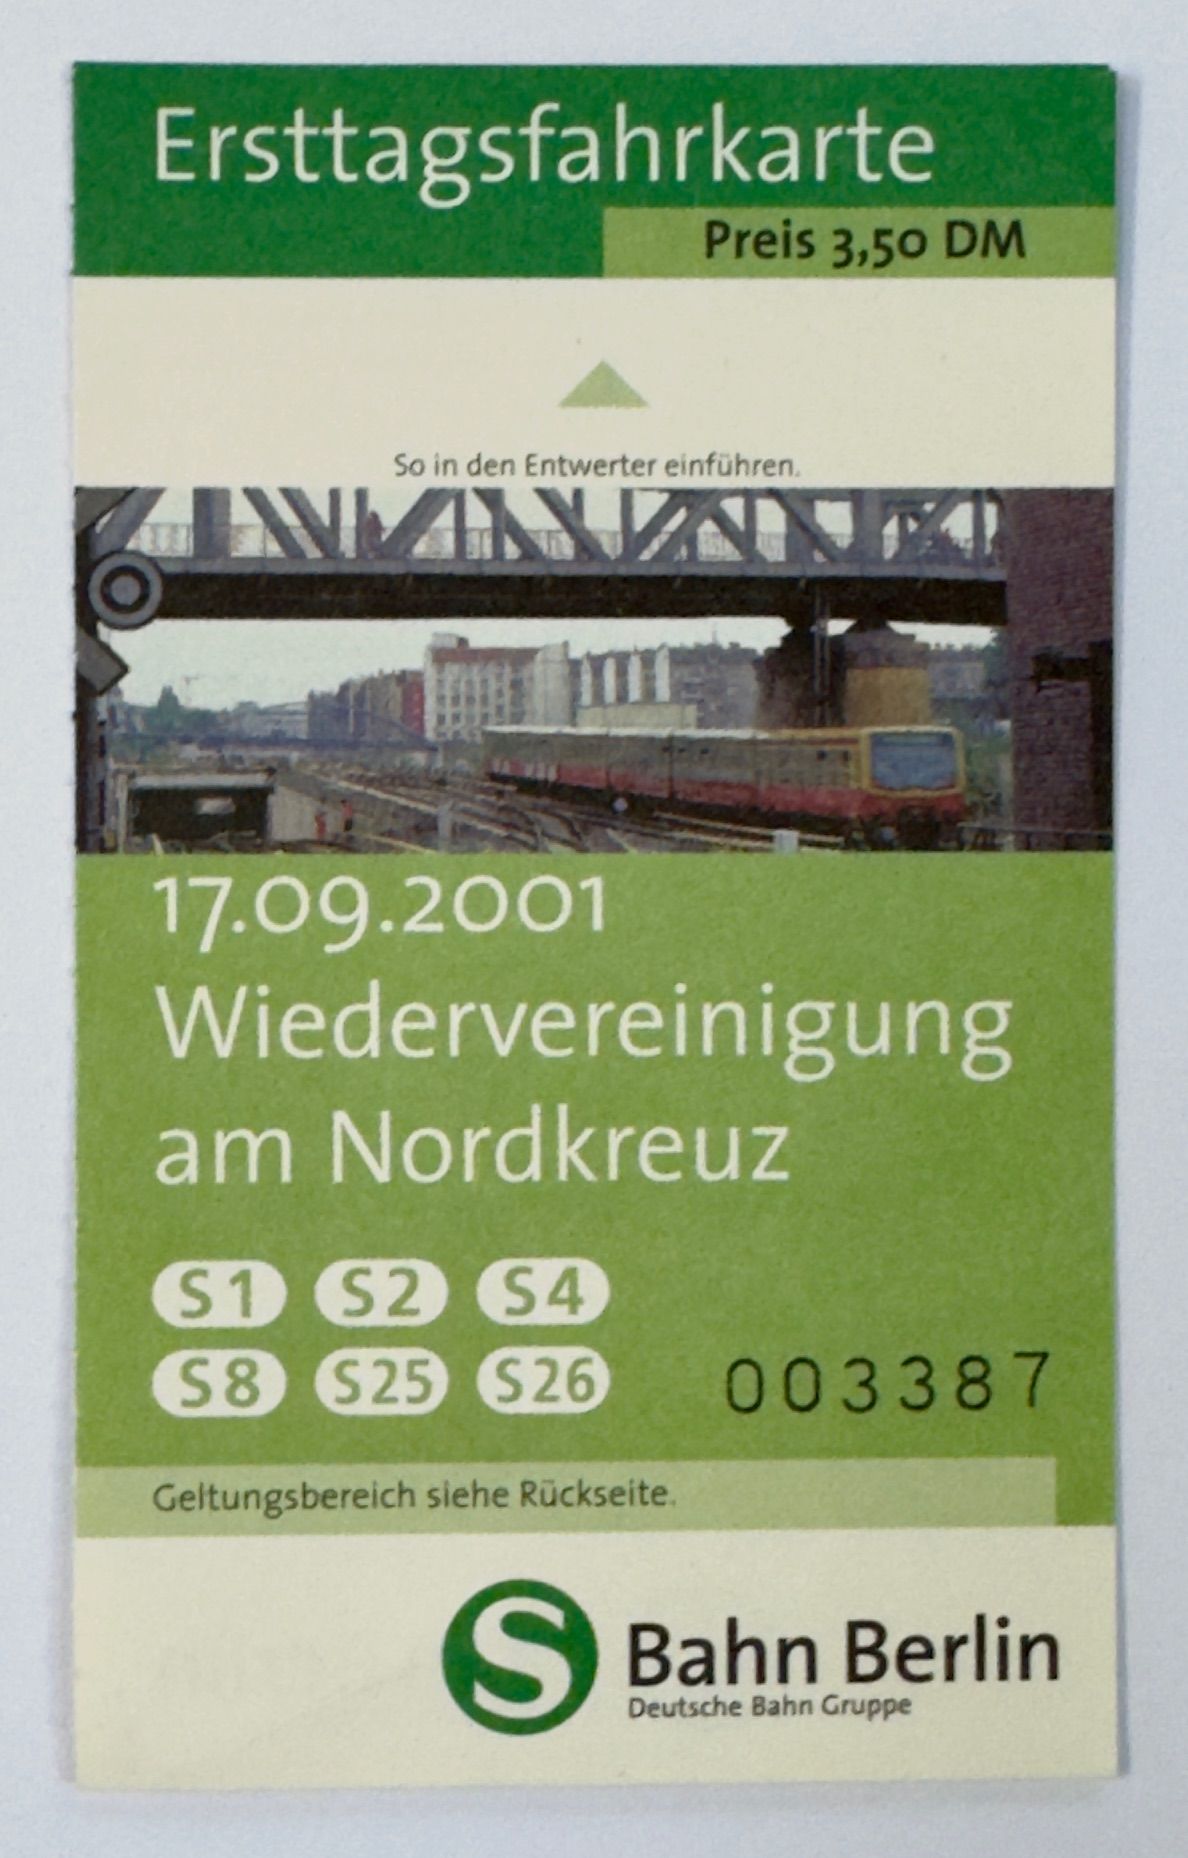 Ersttagsfahrkarte
Preis 3,50 DM
So in den Entwerter einführen.
17.09.2001
Wiedervereinigung
am Nordkreuz
S1 S2 S4
S8 S25 S26
003387
Geltungsbereich siehe Rückseite.
S Bahn Berlin
Deutsche Bahn Gruppe